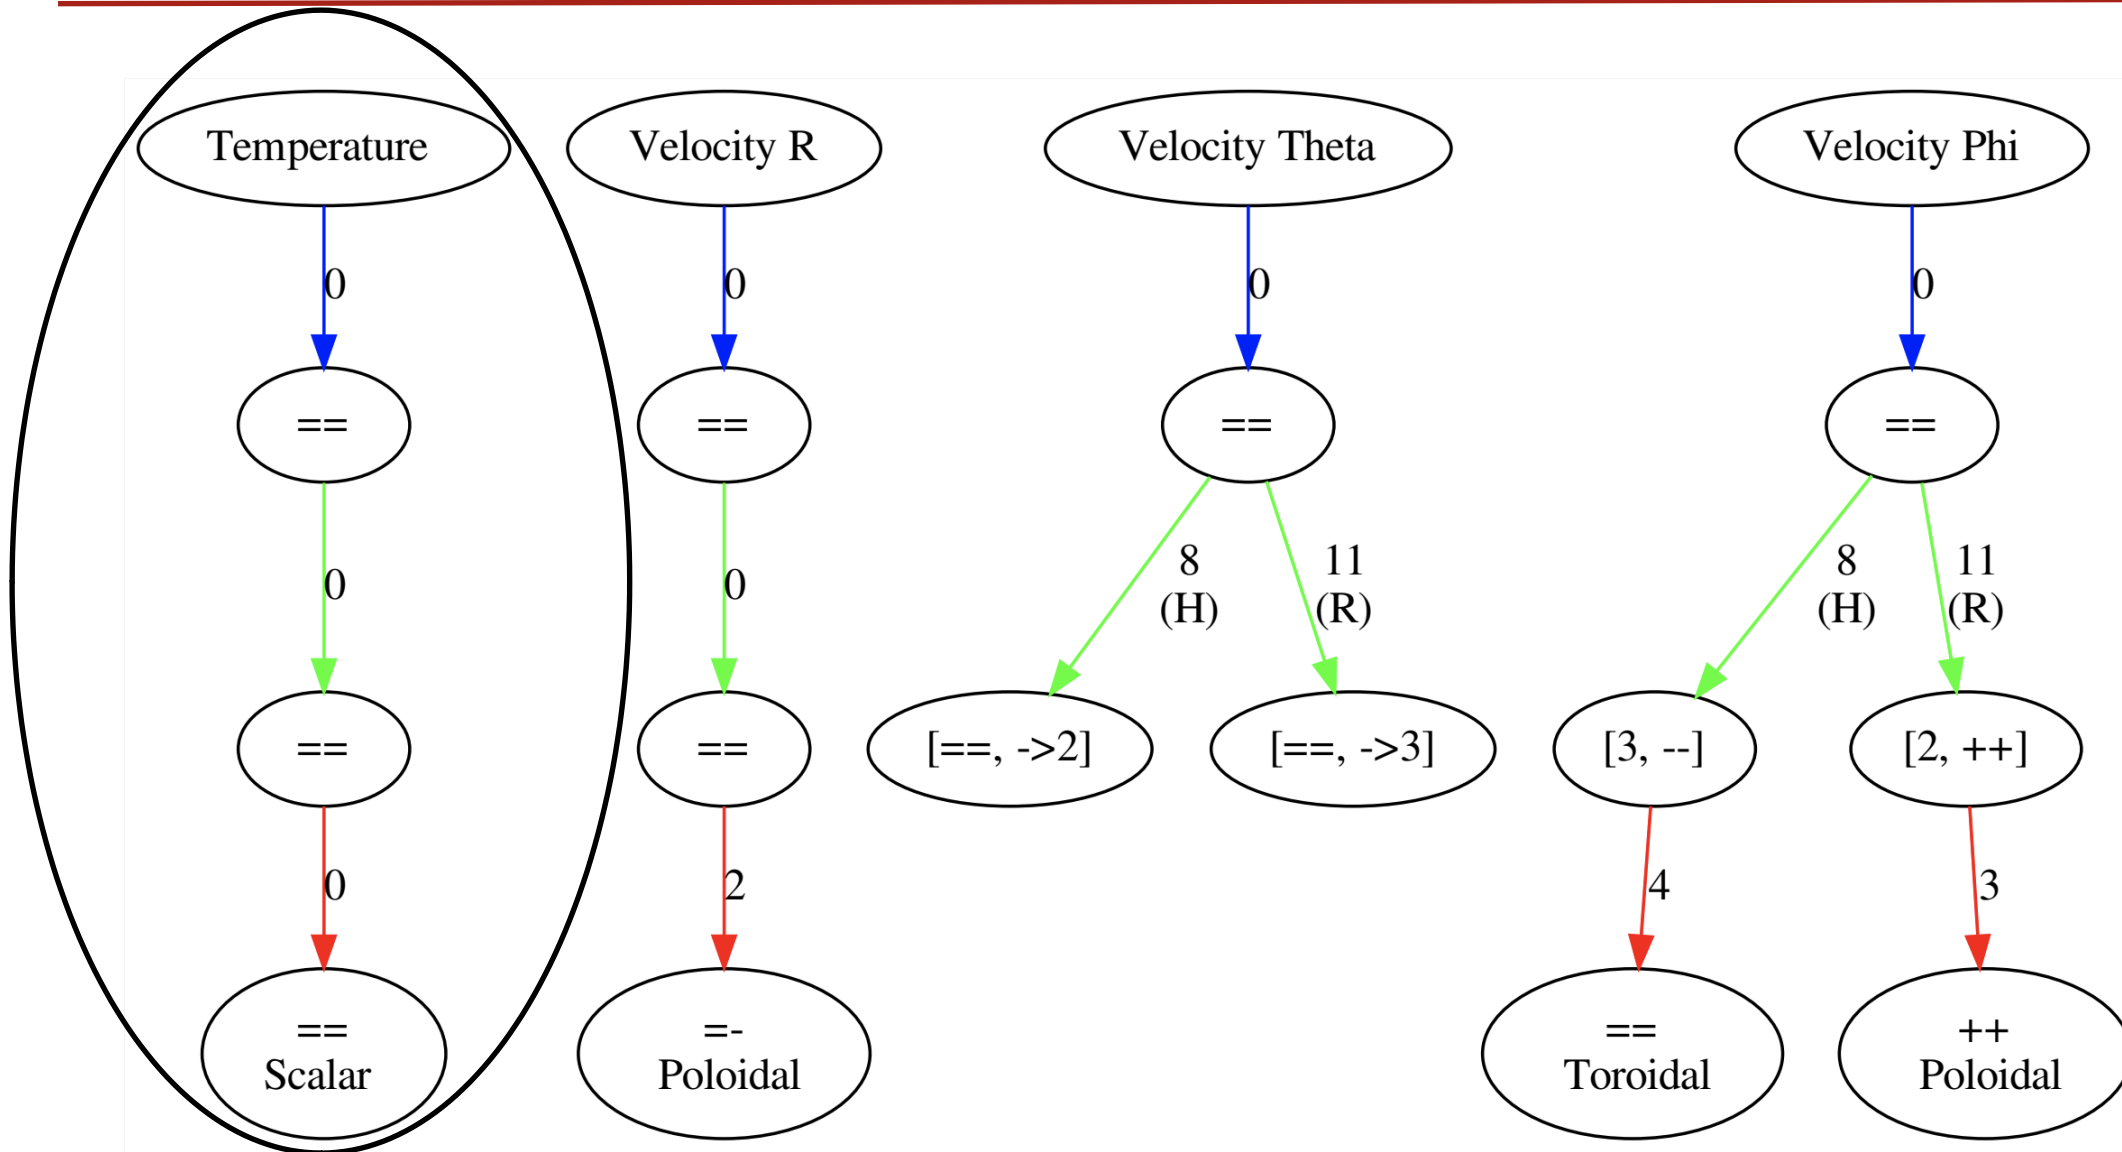 Temperature
Velocity R
Velocity Theta
Velocity Phi
0
0
0
0
==
==
==
==
0
0
8
(H)
11
(R)
8
(H)
11
(R)
==
==
[==, ->2]
[==, ->3]
[3, --]
[2, ++]
0
2
4
3
==
Scalar
=-
Poloidal
==
Toroidal
++
Poloidal